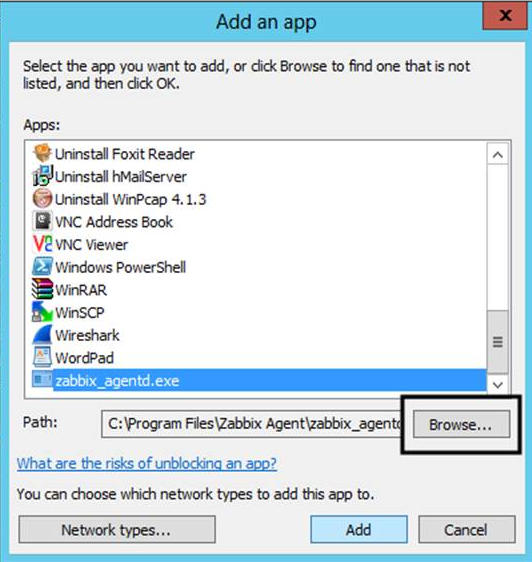 Add an app
x
Select the app you want to add, or click Browse to find one that is not
listed, and then click OK.
Apps:
Uninstall Foxit Reader
Uninstall hMailServer
Uninstall WinPcap 4.1.3
VNC Address Book
VNC Viewer
Windows PowerShell
WinRAR
WinSCP
Wireshark
WordPad
zabbix_agentd.exe
Path: C:\Program Files\Zabbix Agent\zabbix_agentd Browse...
What are the risks of unblocking an app?
You can choose which network types to add this app to.
Network types... Add Cancel